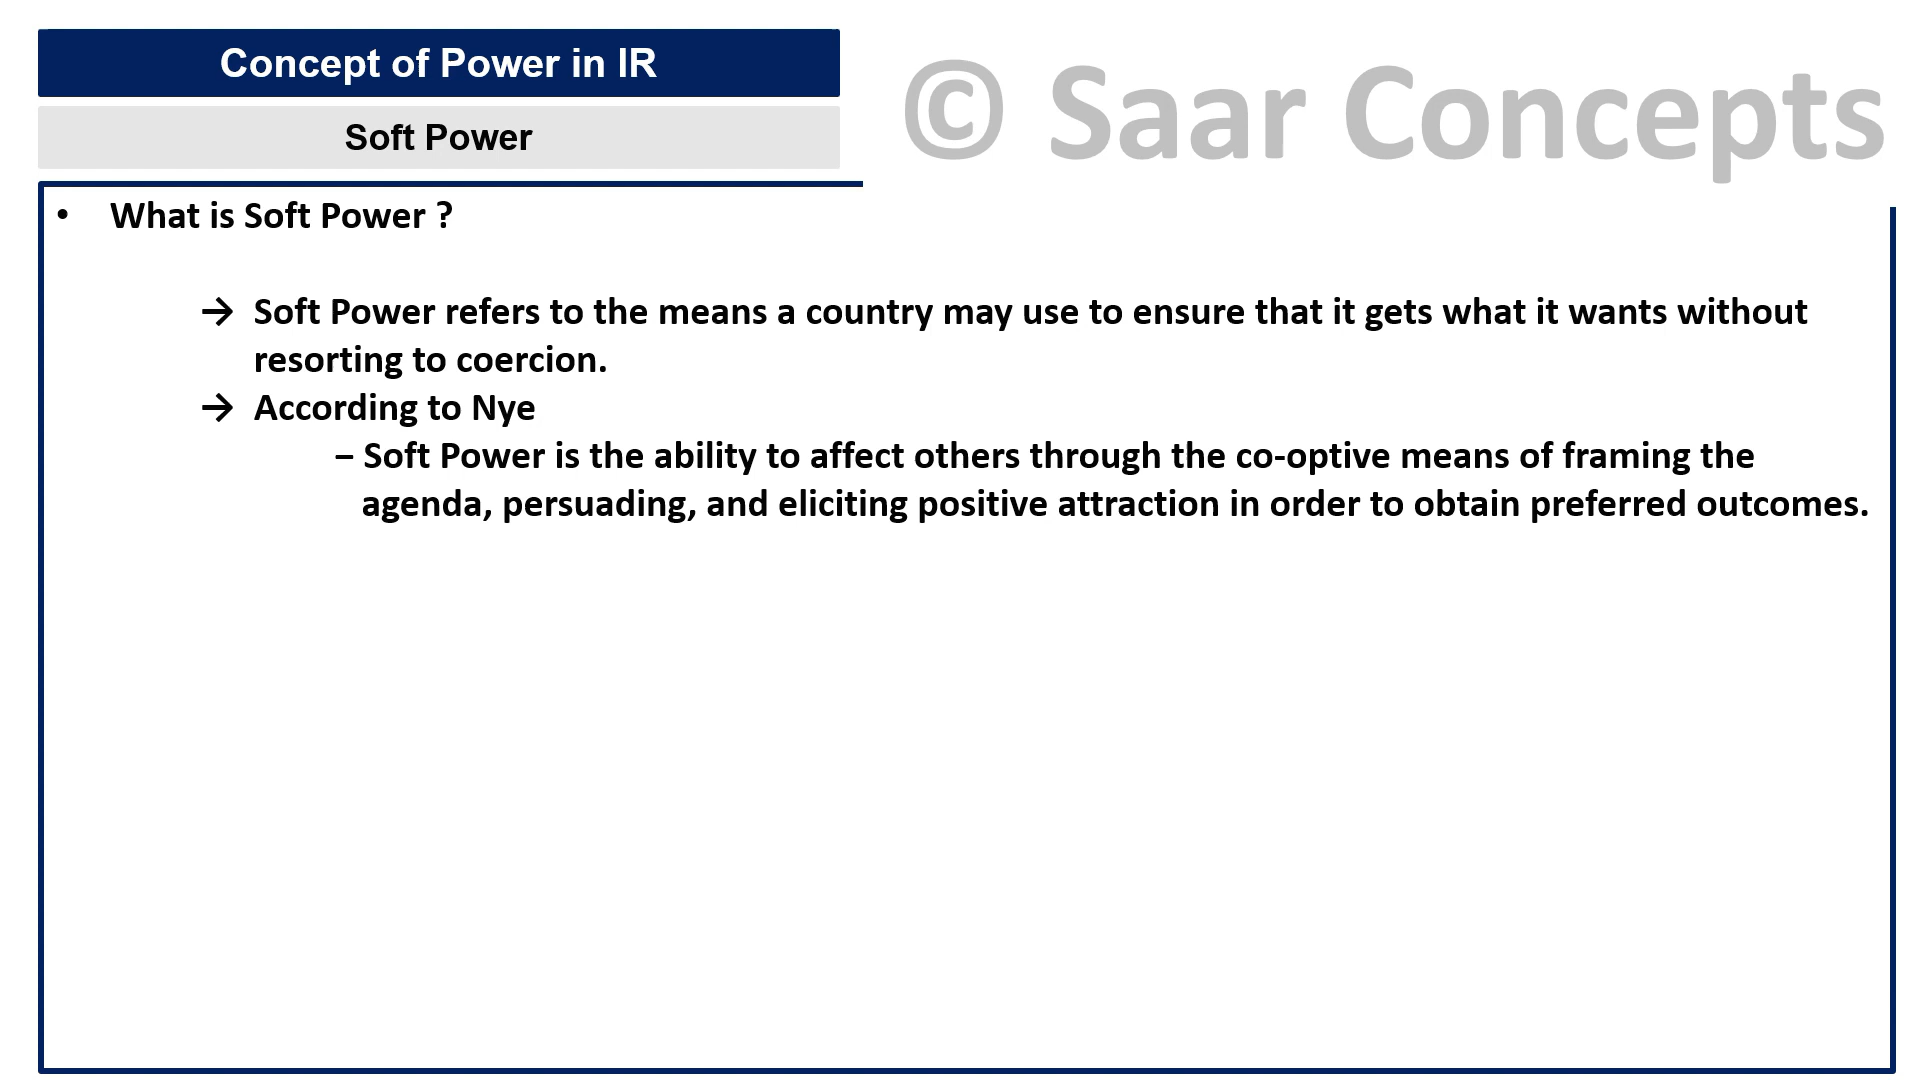 Concept of Power in IR
© Saar Concepts
Soft Power
• What is Soft Power ?
→ Soft Power refers to the means a country may use to ensure that it gets what it wants without
resorting to coercion.
→ According to Nye
– Soft Power is the ability to affect others through the co-optive means of framing the
agenda, persuading, and eliciting positive attraction in order to obtain preferred outcomes.